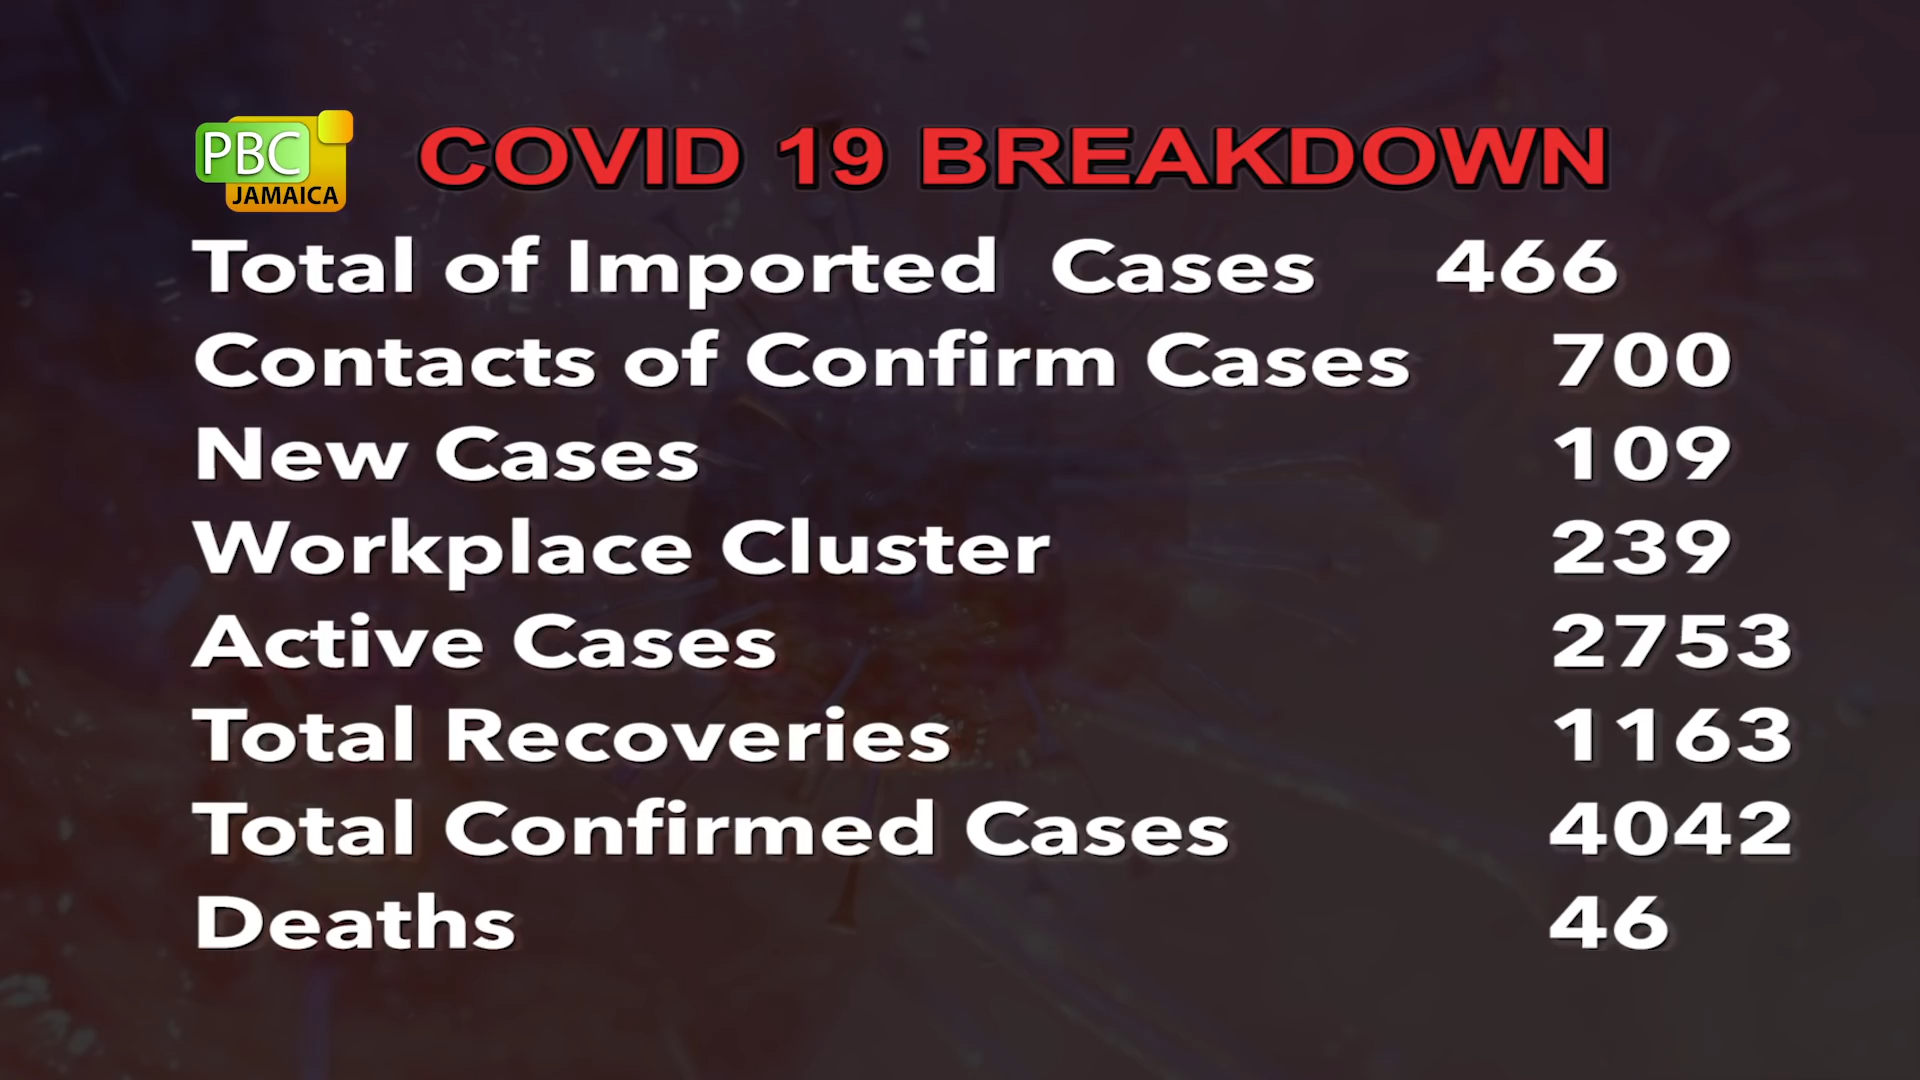 PBC
JAMAICA
COVID 19 BREAKDOWN
Total of Imported Cases 466
Contacts of Confirm Cases 700
New Cases 109
Workplace Cluster 239
Active Cases 2753
Total Recoveries 1163
Total Confirmed Cases 4042
Deaths 46